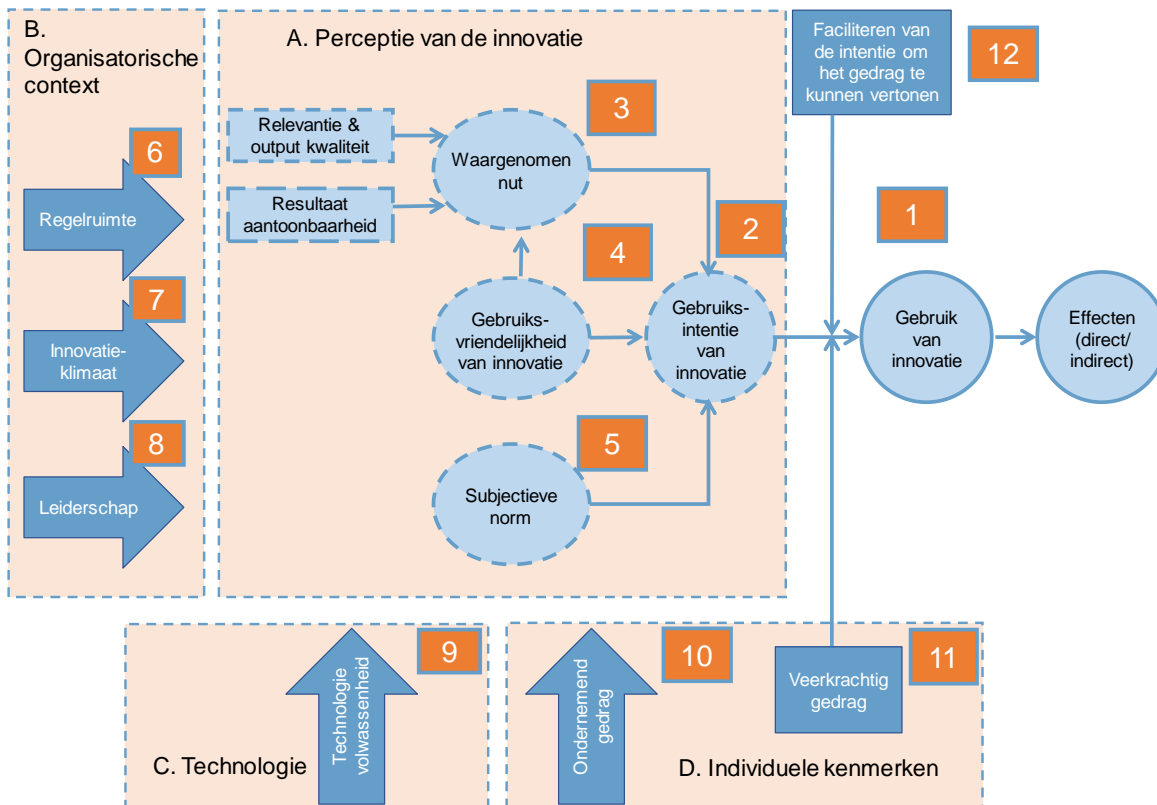 B.
Organisatorische
context
6
Regelruimte
7
Innovatie-
klimaat
8
Leiderschap
A. Perceptie van de innovatie
Relevantie &
output kwaliteit
Resultaat
aantoonbaarheid
3
Waargenomen
nut
4
Gebruiks-
vriendelijkheid
van innovatie
2
Gebruiks-
intentie
van
innovatie
5
Subjectieve
norm
Faciliteren van
de intentie om
het gedrag te
kunnen vertonen
12
1
Gebruik
van
innovatie
Effecten
(direct/
indirect)
9
Technologie
volwassenheid
C. Technologie
10
Ondernemend
gedrag
11
Veerkrachtig
gedrag
D. Individuele kenmerken